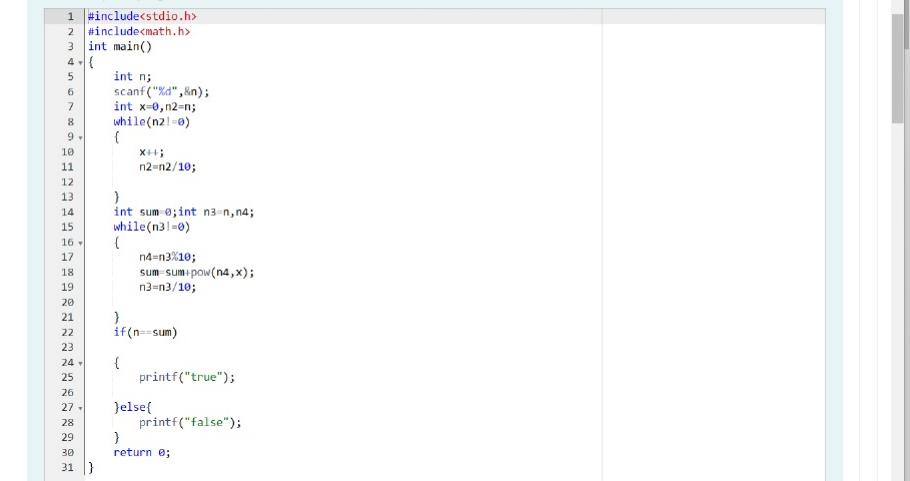 1 #include<stdio.h>
2 #include<math.h>
3 int main()
4 {
5 int n;
6 scanf("%d",&n);
7 int x=0,n2=n;
8 while(n2!=0)
9 {
10 x++;
11 n2=n2/10;
12
13 }
14 int sum=0;int n3=n,n4;
15 while(n3!=0)
16 {
17 n4=n3%10;
18 sum=sum+pow(n4,x);
19 n3=n3/10;
20
21 }
22 if(n==sum)
23
24 {
25 printf("true");
26
27 }else{
28 printf("false");
29 }
30 return 0;
31 }